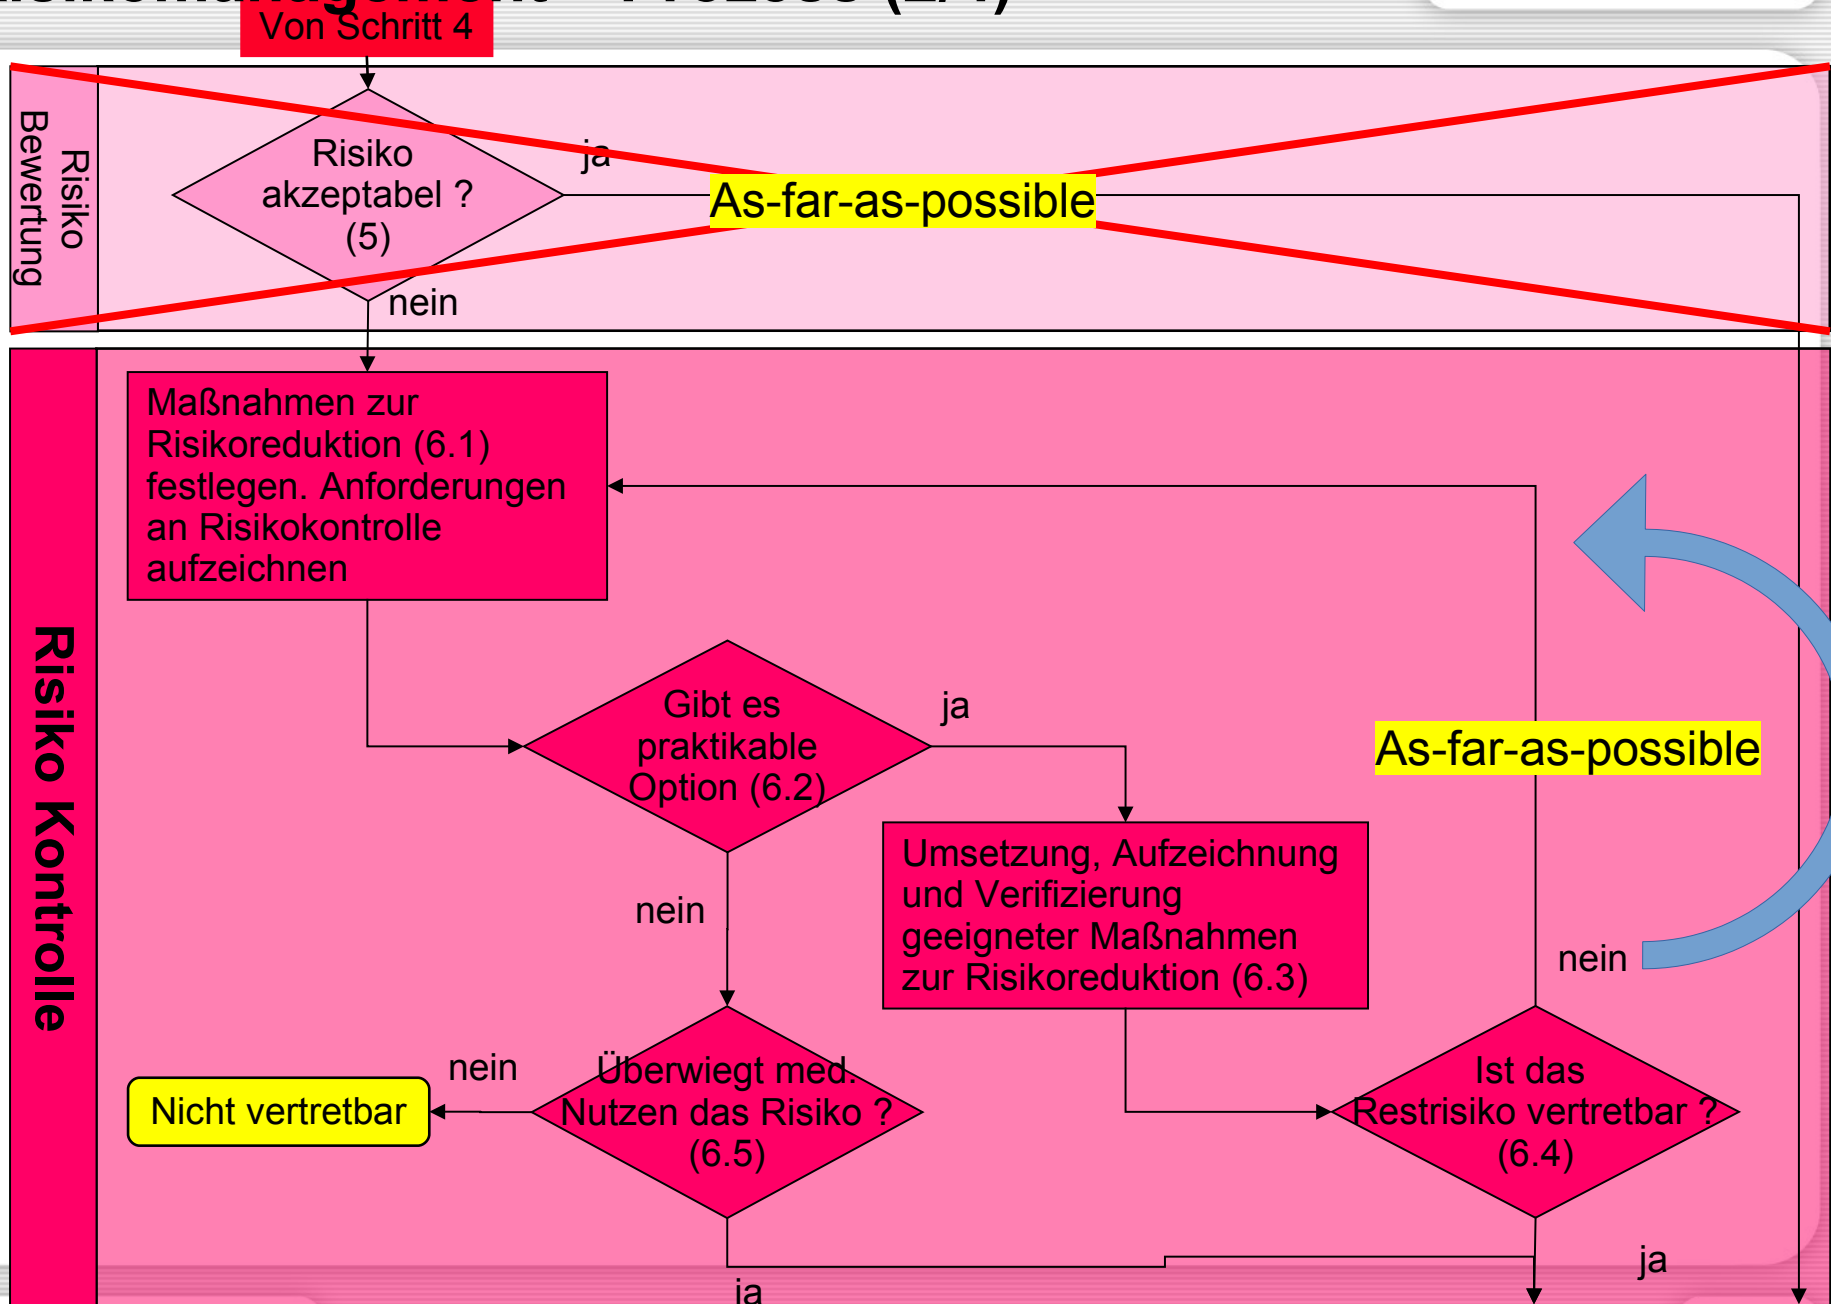 Von Schritt 4
Risiko
Bewertung
Risiko
akzeptabel ?
(5)
ja
As-far-as-possible
nein
Maßnahmen zur
Risikoreduktion (6.1)
festlegen. Anforderungen
an Risikokontrolle
aufzeichnen
Risiko Kontrolle
Gibt es
praktikable
Option (6.2)
ja
As-far-as-possible
nein
Umsetzung, Aufzeichnung
und Verifizierung
geeigneter Maßnahmen
zur Risikoreduktion (6.3)
nein
Überwiegt med.
Nutzen das Risiko ?
(6.5)
nein
Nicht vertretbar
Ist das
Restrisiko vertretbar ?
(6.4)
ja
ja